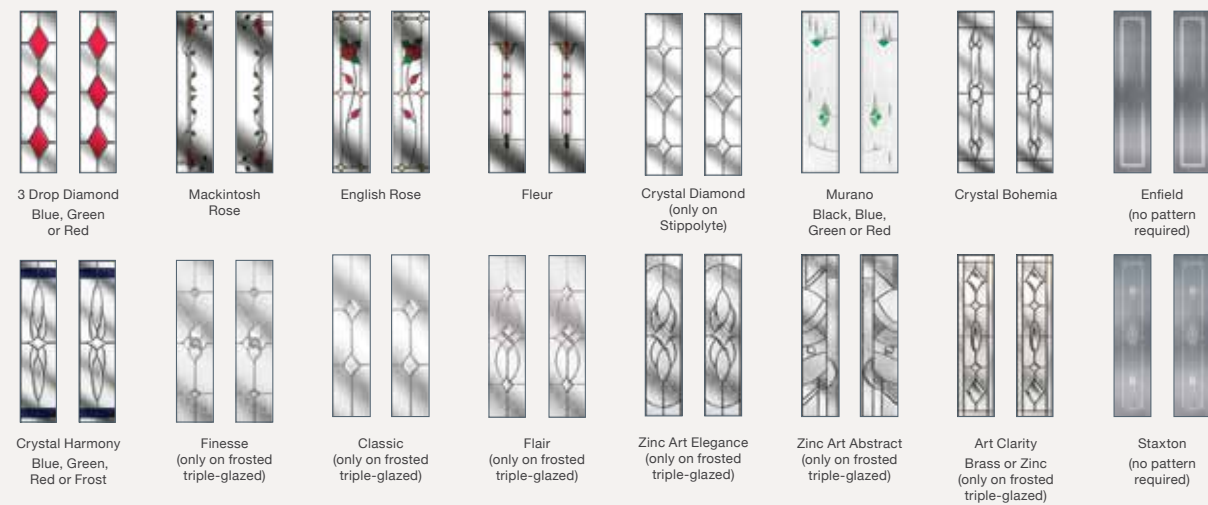 3 Drop Diamond
Blue, Green
or Red
Mackintosh
Rose
English Rose
Fleur
Crystal Diamond
(only on
Stippolyte)
Murano
Black, Blue,
Green or Red
Crystal Bohemia
Enfield
(no pattern
required)
Crystal Harmony
Blue, Green,
Red or Frost
Finesse
(only on frosted
triple-glazed)
Classic
(only on frosted
triple-glazed)
Flair
(only on frosted
triple-glazed)
Zinc Art Elegance
(only on frosted
triple-glazed)
Zinc Art Abstract
(only on frosted
triple-glazed)
Art Clarity
Brass or Zinc
(only on frosted
triple-glazed)
Staxton
(no pattern
required)